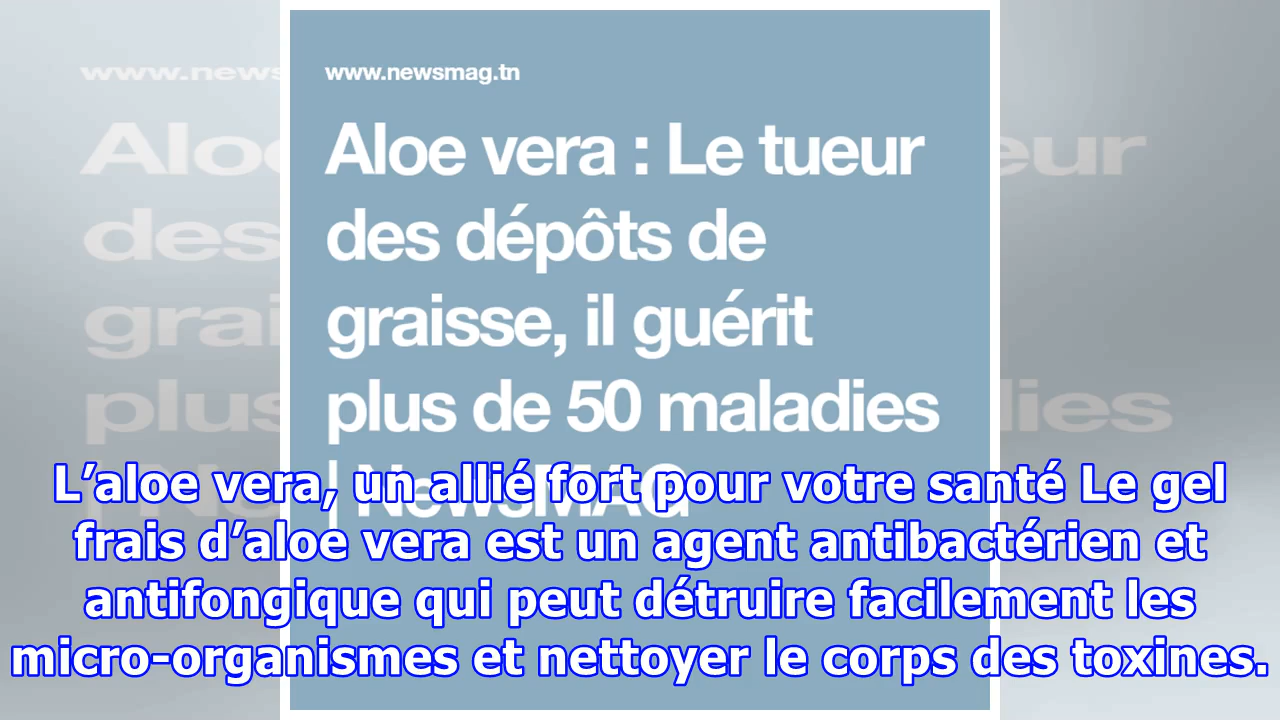 www.newsmag.tn
Aloe vera : Le tueur
des dépôts de
graisse, il guérit
plus de 50 maladies
| NewsMAG
L’aloe vera, un allié fort pour votre santé Le gel
frais d’aloe vera est un agent antibactérien et
antifongique qui peut détruire facilement les
micro-organismes et nettoyer le corps des toxines.